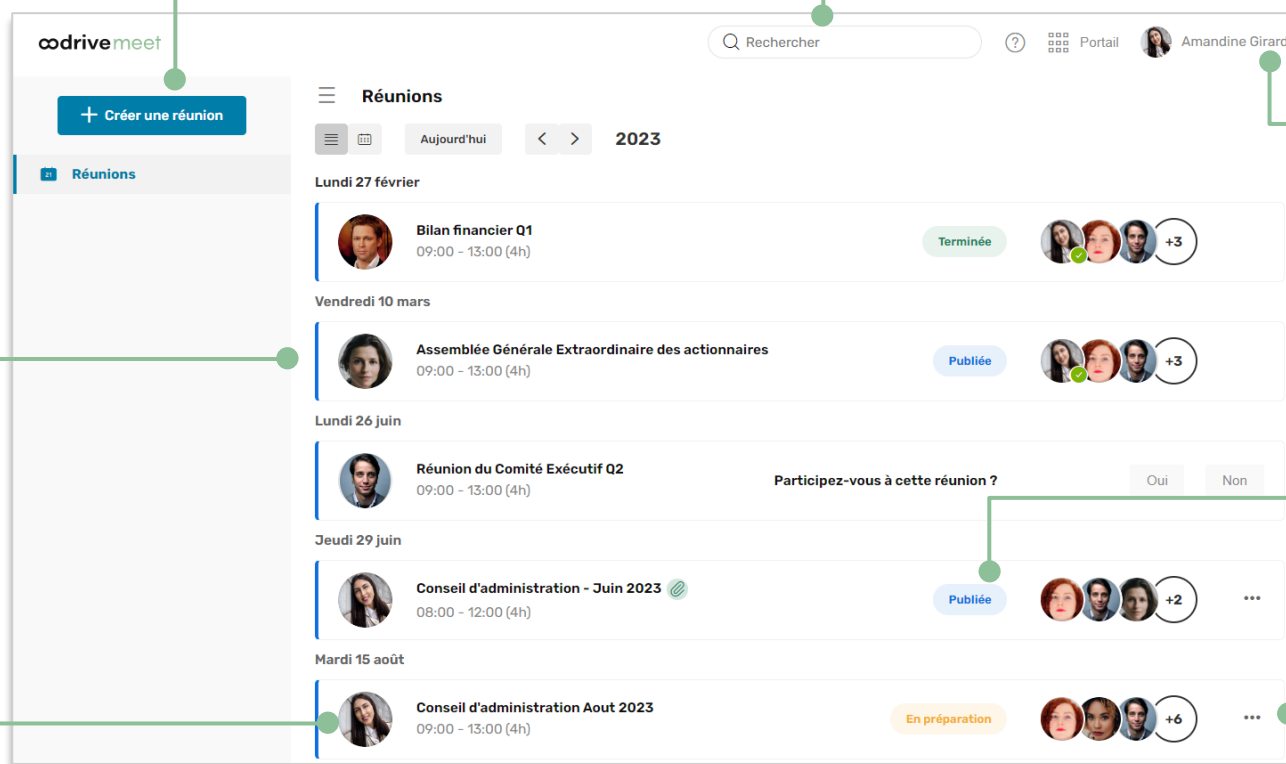 oodrive meet
Rechercher
?
Portail
Amandine Girard
+ Créer une réunion
Réunions
21
Réunions
Aujourd'hui
< >
2023
Lundi 27 février
Bilan financier Q1
09:00 - 13:00 (4h)
Terminée
+3
Vendredi 10 mars
Assemblée Générale Extraordinaire des actionnaires
09:00 - 13:00 (4h)
Publiée
+3
Lundi 26 juin
Réunion du Comité Exécutif Q2
09:00 - 13:00 (4h)
Participez-vous à cette réunion ?
Oui
Non
Jeudi 29 juin
Conseil d'administration - Juin 2023
08:00 - 12:00 (4h)
Publiée
+2
Mardi 15 août
Conseil d'administration Aout 2023
09:00 - 13:00 (4h)
En préparation
+6